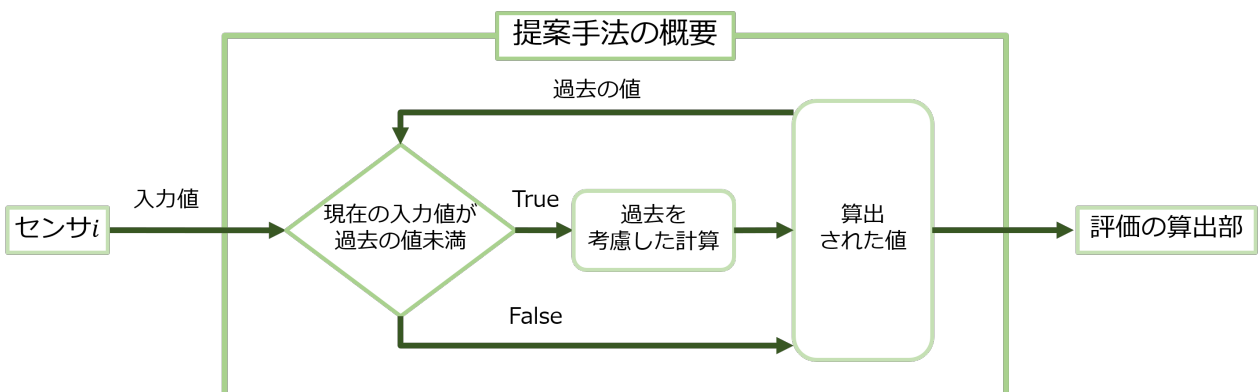 提案手法の概要
過去の値
入力値
センサi
現在の入力値が
過去の値未満
True
過去を
考慮した計算
False
算出
された値
評価の算出部